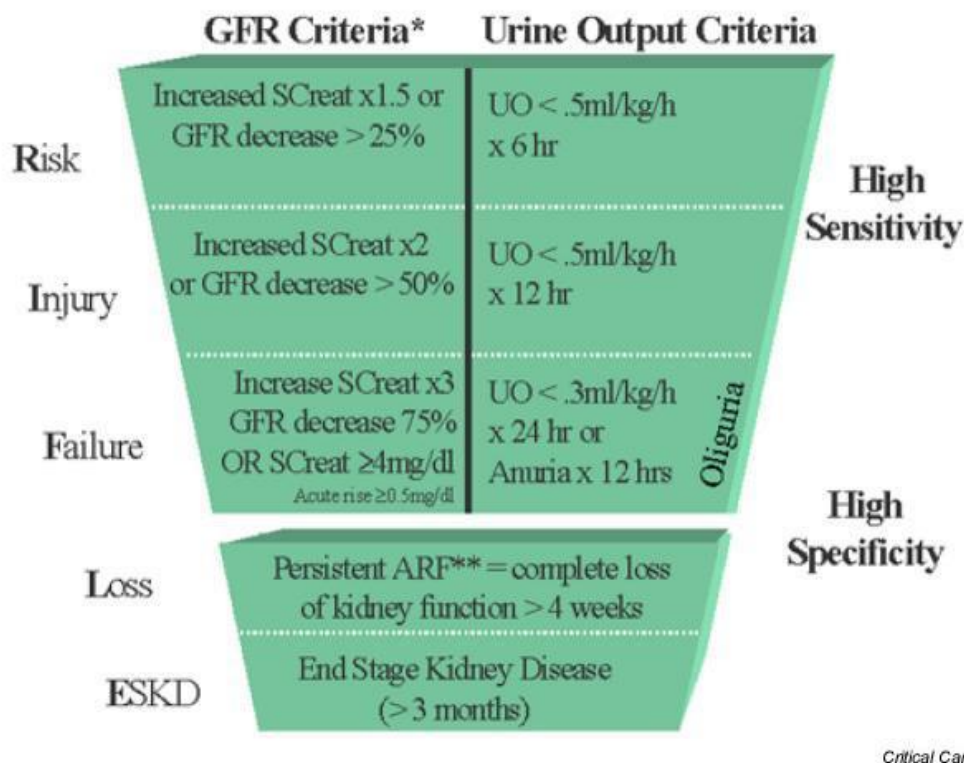 GFR Criteria*
Urine Output Criteria
Risk
Increased SCreat x1.5 or
GFR decrease > 25%
UO < .5ml/kg/h
x 6 hr
High
Sensitivity
Injury
Increased SCreat x2
or GFR decrease > 50%
UO < .5ml/kg/h
x 12 hr
Failure
Increase SCreat x3
GFR decrease 75%
OR SCreat ≥4mg/dl
Acute rise ≥0.5mg/dl
UO < .3ml/kg/h
x 24 hr or
Anuria x 12 hrs
Oliguria
High
Specificity
Loss
Persistent ARF** = complete loss
of kidney function > 4 weeks
ESKD
End Stage Kidney Disease
(> 3 months)
Critical